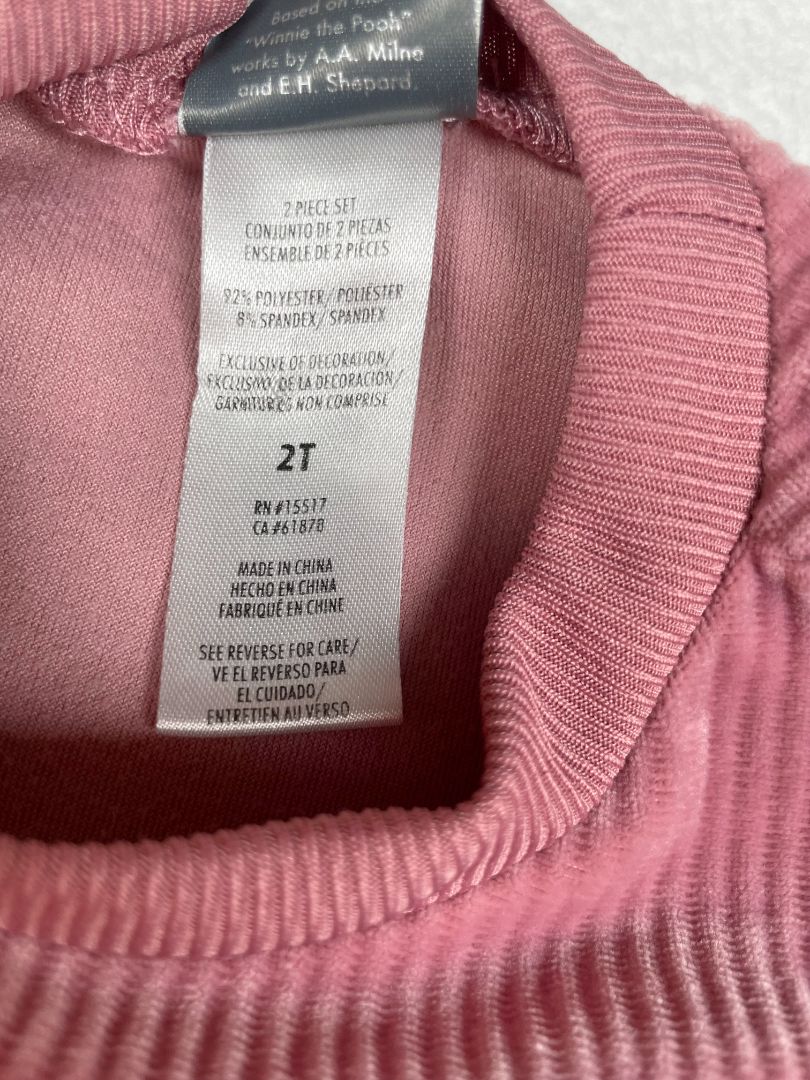 Based on the
"Winnie the Pooh"
works by A.A. Milne
and E.H. Shepard.
2 PIECE SET
CONJUNTO DE 2 PIEZAS
ENSEMBLE DE 2 PIÈCES
92% POLYESTER/POLIÉSTER
8% SPANDEX/SPANDEX
EXCLUSIVE OF DECORATION/
EXCLUSIVO DE LA DECORACIÓN/
GARNITURES NON COMPRISE
2T
RN #15517
CA #61878
MADE IN CHINA
HECHO EN CHINA
FABRIQUÉ EN CHINE
SEE REVERSE FOR CARE/
VE EL REVERSO PARA
EL CUIDADO/
ENTRETIEN AU VERSO